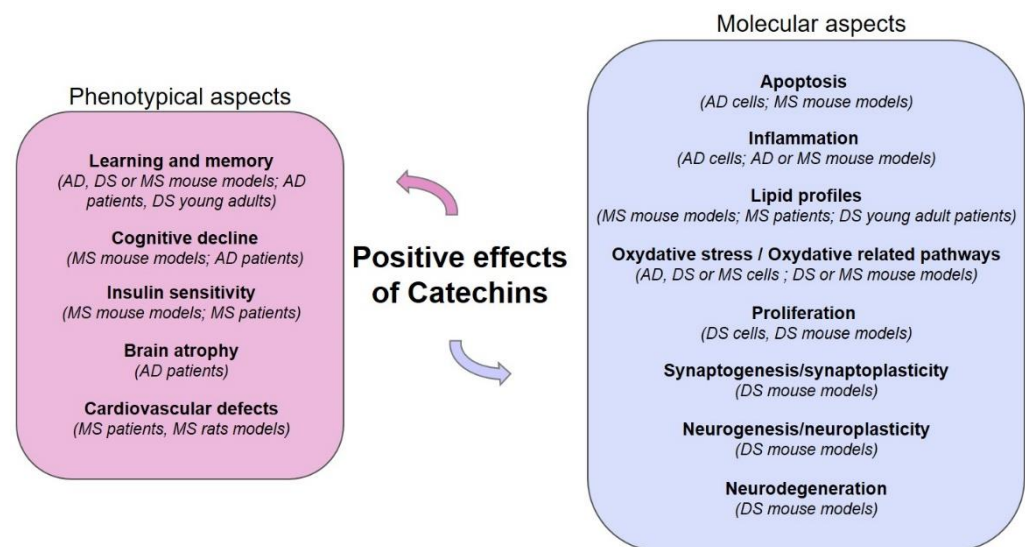 Phenotypical aspects
Learning and memory
(AD, DS or MS mouse models; AD
patients, DS young adults)
Cognitive decline
(MS mouse models; AD patients)
Insulin sensitivity
(MS mouse models; MS patients)
Brain atrophy
(AD patients)
Cardiovascular defects
(MS patients, MS rats models)
Positive effects
of Catechins
Molecular aspects
Apoptosis
(AD cells; MS mouse models)
Inflammation
(AD cells; AD or MS mouse models)
Lipid profiles
(MS mouse models; MS patients; DS young adult patients)
Oxydative stress / Oxydative related pathways
(AD, DS or MS cells ; DS or MS mouse models)
Proliferation
(DS cells, DS mouse models)
Synaptogenesis/synaptoplasticity
(DS mouse models)
Neurogenesis/neuroplasticity
(DS mouse models)
Neurodegeneration
(DS mouse models)